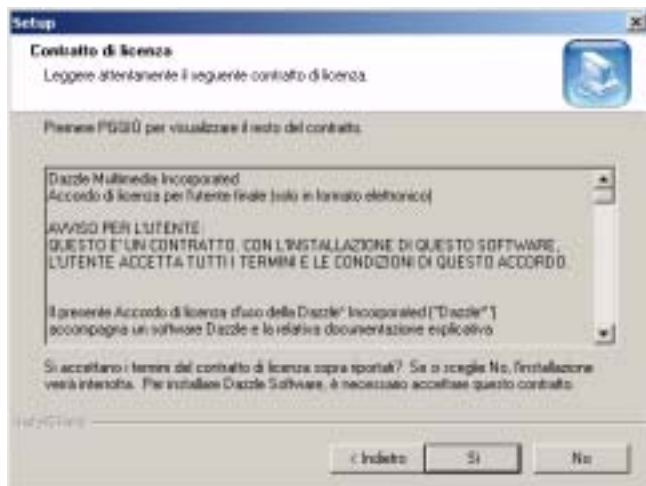 Setup
Contratto di licenza
Leggere attentamente il seguente contratto di licenza.
Premere PGGIÙ per visualizzare il resto del contratto.
Dazzle Multimedia Incorporated
Accordo di licenza per l'utente finale (solo in formato elettronico)
AVVISO PER L'UTENTE:
QUESTO E' UN CONTRATTO. CON L'INSTALLAZIONE DI QUESTO SOFTWARE,
L'UTENTE ACCETTA TUTTI I TERMINI E LE CONDIZIONI DI QUESTO ACCORDO.
Il presente Accordo di licenza d'uso della Dazzle* Incorporated ("Dazzle*")
accompagna un software Dazzle e la relativa documentazione esplicativa
Si accettano i termini del contratto di licenza sopra riportati? Se si sceglie No, l'installazione
verrà interrotta. Per installare Dazzle Software, è necessario accettare questo contratto.
< Indietro
Sì
No